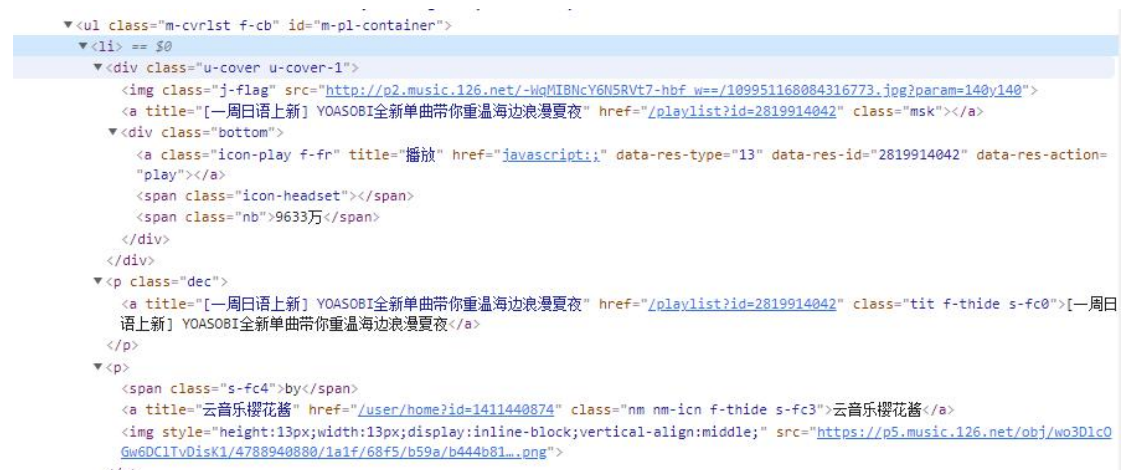 ▼<ul class="m-cvrlst f-cb" id="m-pl-container">
▼<li> == $0
▼<div class="u-cover u-cover-1">
<img class="j-flag" src="http://p2.music.126.net/-WqMIBNcY6N5RVt7-hbf_w==/109951168084316773.jpg?param=140y140">
<a title="[一周日语上新] YOASOBI全新单曲带你重温海边浪漫夏夜" href="/playlist?id=2819914042" class="msk"></a>
▼<div class="bottom">
<a class="icon-play f-fr" title="播放" href="javascript:;" data-res-type="13" data-res-id="2819914042" data-res-action=
"play"></a>
<span class="icon-headset"></span>
<span class="nb">9633万</span>
</div>
</div>
▼<p class="dec">
<a title="[一周日语上新] YOASOBI全新单曲带你重温海边浪漫夏夜" href="/playlist?id=2819914042" class="tit f-thide s-fc0">[一周日
语上新] YOASOBI全新单曲带你重温海边浪漫夏夜</a>
</p>
▼<p>
<span class="s-fc4">by</span>
<a title="云音乐樱花酱" href="/user/home?id=1411440874" class="nm nm-icn f-thide s-fc3">云音乐樱花酱</a>
<img style="height:13px;width:13px;display:inline-block;vertical-align:middle;" src="https://p5.music.126.net/obj/wo3DlcO
Gw6DClTvDisK1/4788940880/1a1f/68f5/b59a/b444b81….png">